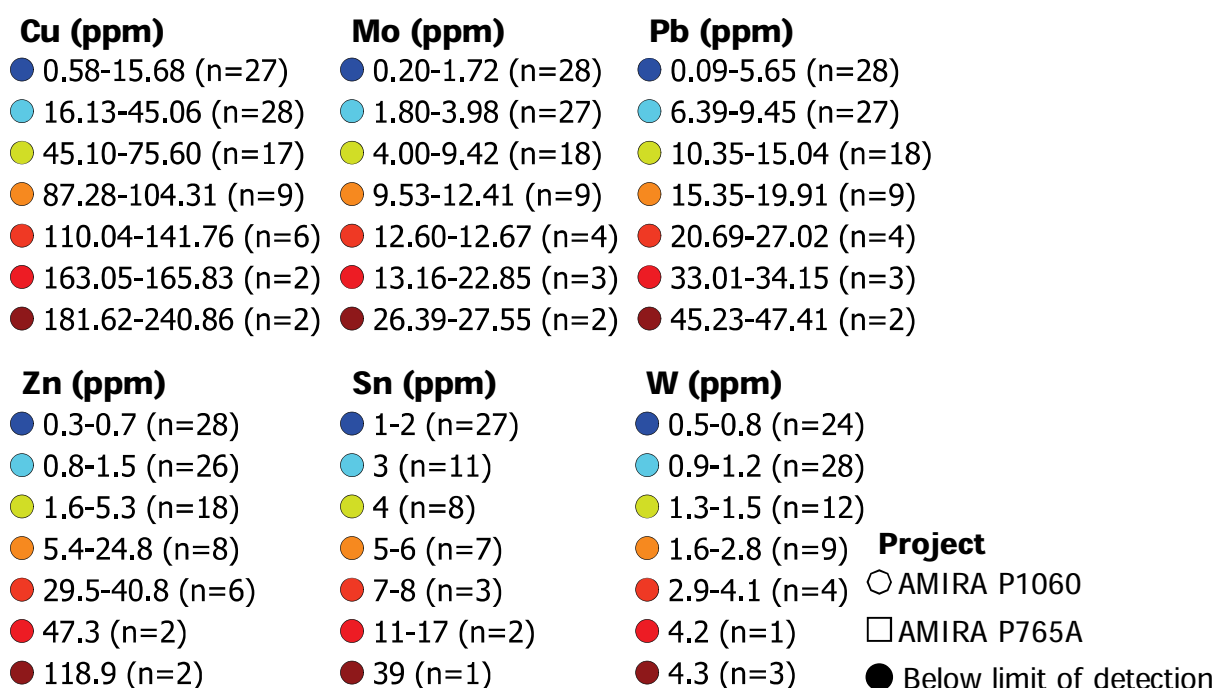 Cu (ppm)
0.58-15.68 (n=27)
16.13-45.06 (n=28)
45.10-75.60 (n=17)
87.28-104.31 (n=9)
110.04-141.76 (n=6)
163.05-165.83 (n=2)
181.62-240.86 (n=2)
Mo (ppm)
0.20-1.72 (n=28)
1.80-3.98 (n=27)
4.00-9.42 (n=18)
9.53-12.41 (n=9)
12.60-12.67 (n=4)
13.16-22.85 (n=3)
26.39-27.55 (n=2)
Pb (ppm)
0.09-5.65 (n=28)
6.39-9.45 (n=27)
10.35-15.04 (n=18)
15.35-19.91 (n=9)
20.69-27.02 (n=4)
33.01-34.15 (n=3)
45.23-47.41 (n=2)
Zn (ppm)
0.3-0.7 (n=28)
0.8-1.5 (n=26)
1.6-5.3 (n=18)
5.4-24.8 (n=8)
29.5-40.8 (n=6)
47.3 (n=2)
118.9 (n=2)
Sn (ppm)
1-2 (n=27)
3 (n=11)
4 (n=8)
5-6 (n=7)
7-8 (n=3)
11-17 (n=2)
39 (n=1)
W (ppm)
0.5-0.8 (n=24)
0.9-1.2 (n=28)
1.3-1.5 (n=12)
1.6-2.8 (n=9)
2.9-4.1 (n=4)
4.2 (n=1)
4.3 (n=3)
Project
AMIRA P1060
AMIRA P765A
Below limit of detection